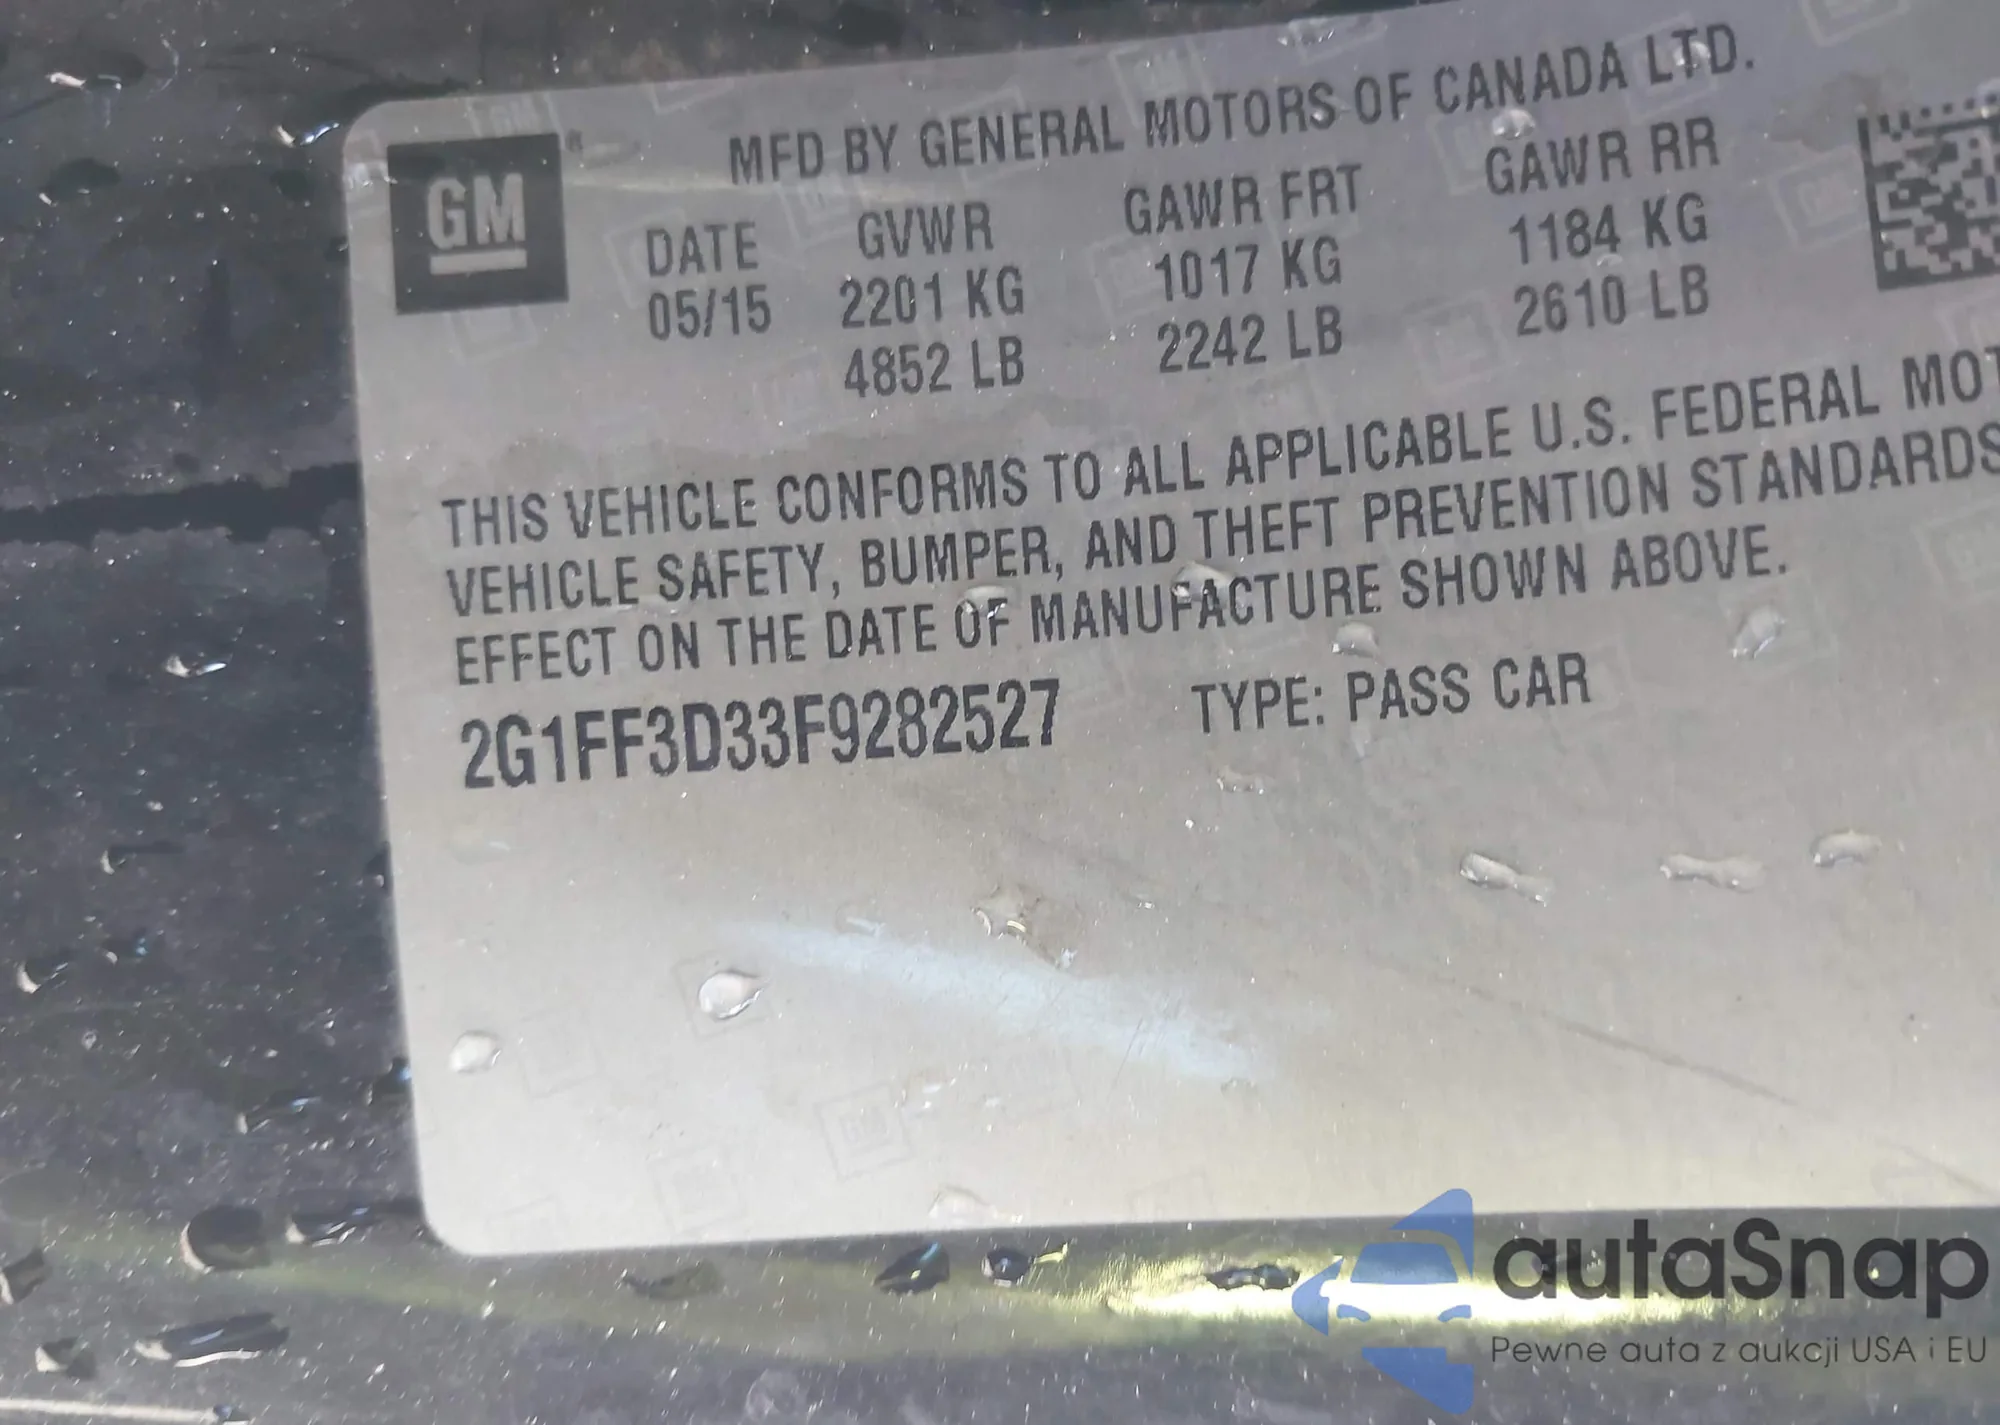 GM ®
MFD BY GENERAL MOTORS OF CANADA LTD.
DATE GVWR GAWR FRT GAWR RR
05/15 2201 KG 1017 KG 1184 KG
4852 LB 2242 LB 2610 LB
THIS VEHICLE CONFORMS TO ALL APPLICABLE U.S. FEDERAL MOT
VEHICLE SAFETY, BUMPER, AND THEFT PREVENTION STANDARDS
EFFECT ON THE DATE OF MANUFACTURE SHOWN ABOVE.
2G1FF3D33F9282527 TYPE: PASS CAR
autaSnap
Pewne auta z aukcji USA i EU